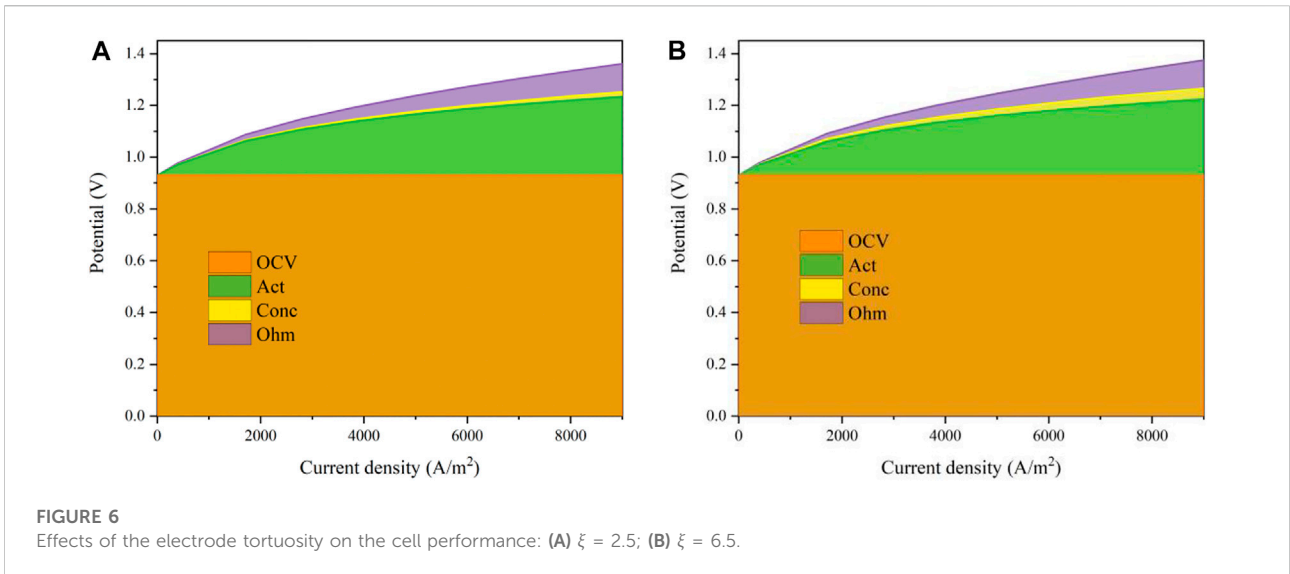 A
1.4
1.2
1.0
0.8
0.6
0.4
0.2
0.0
Potential (V)
OCV
Act
Conc
Ohm
0 2000 4000 6000 8000
Current density (A/m²)
B
1.4
1.2
1.0
0.8
0.6
0.4
0.2
0.0
Potential (V)
OCV
Act
Conc
Ohm
0 2000 4000 6000 8000
Current density (A/m²)
FIGURE 6
Effects of the electrode tortuosity on the cell performance: (A) ξ = 2.5; (B) ξ = 6.5.